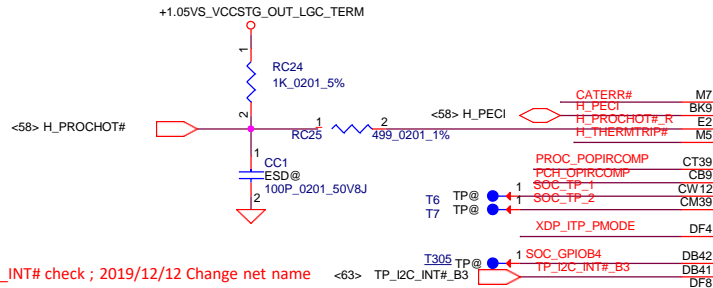 +1.05VS_VCCSTG_OUT_LGC_TERM
1
RC24
1K_0201_5%
2
<58> H_PROCHOT#
RC25
1
2
499_0201_1%
<58> H_PECI
CATERR#
M7
H_PECI
BK9
H_PROCHOT#_R
E2
H_THERMTRIP#
M5
1
CC1
ESD@
100P_0201_50V8J
2
PROC_POPIRCOMP
CT39
PCH_OPIRCOMP
CB9
T6 TP@ 1 SOC_TP_1
CW12
T7 TP@ 1 SOC_TP_2
CM39
XDP_ITP_PMODE
DF4
T305 TP@ 1 SOC_GPIOB4
DB42
_INT# check ; 2019/12/12 Change net name
<63> TP_I2C_INT#_B3
TP_I2C_INT#_B3
DB41
DF8